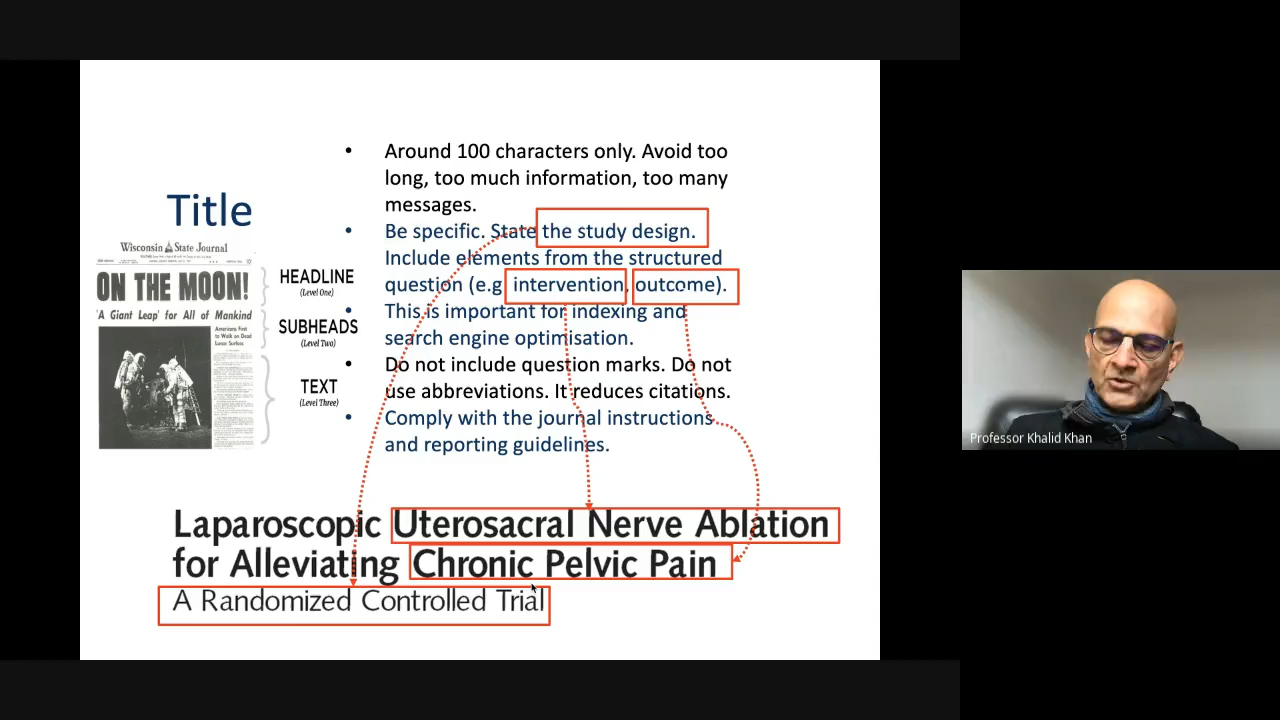 Title
Wisconsin State Journal
ON THE MOON!
'A Giant Leap' for All of Mankind
Americans First
to Walk on Dead
Lunar Surface
HEADLINE
(Level One)
SUBHEADS
(Level Two)
TEXT
(Level Three)
• Around 100 characters only. Avoid too
long, too much information, too many
messages.
• Be specific. State the study design.
Include elements from the structured
question (e.g intervention, outcome).
• This is important for indexing and
search engine optimisation.
• Do not include question marks. Do not
use abbrevitions. It reduces citations.
• Comply with the journal instructions
and reporting guidelines.
Laparoscopic Uterosacral Nerve Ablation
for Alleviating Chronic Pelvic Pain
A Randomized Controlled Trial
Professor Khalid Khan